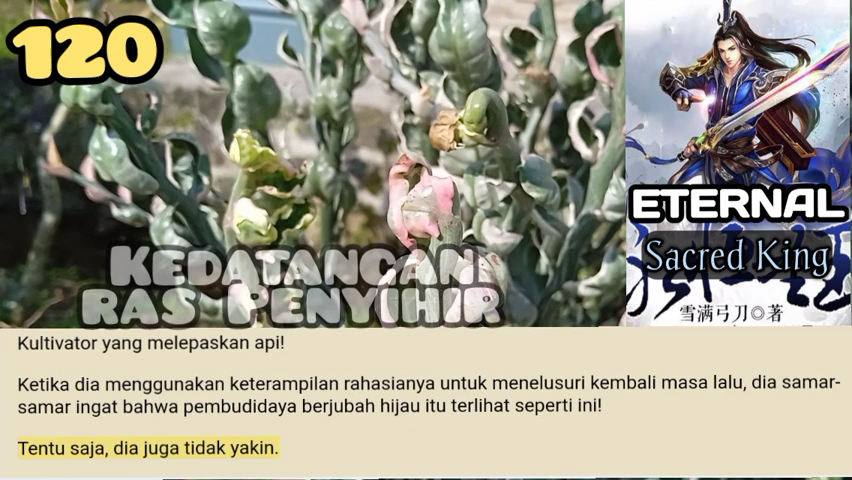 120
KEDATANGAN
RAS PENYIHIR
ETERNAL
Sacred King
雪满弓刀◎著
Kultivator yang melepaskan api!
Ketika dia menggunakan keterampilan rahasianya untuk menelusuri kembali masa lalu, dia samar-
samar ingat bahwa pembudidaya berjubah hijau itu terlihat seperti ini!
Tentu saja, dia juga tidak yakin.